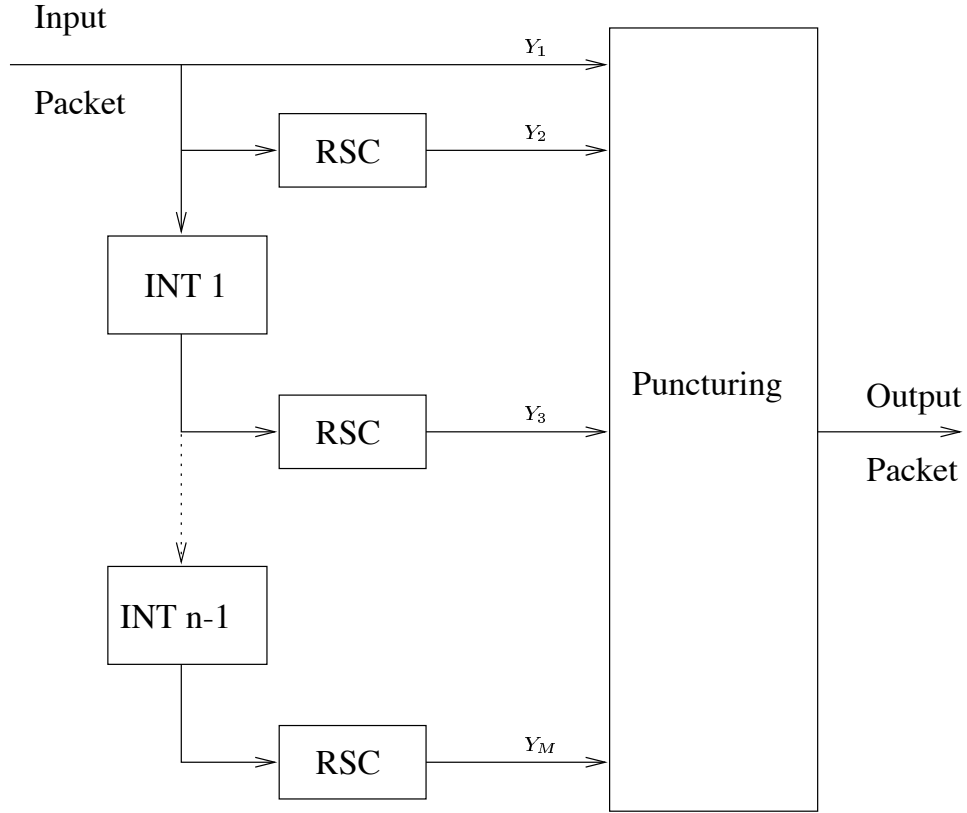 Input
Packet
Y1
RSC
Y2
INT 1
RSC
Y3
Puncturing
Output
Packet
INT n-1
RSC
YM